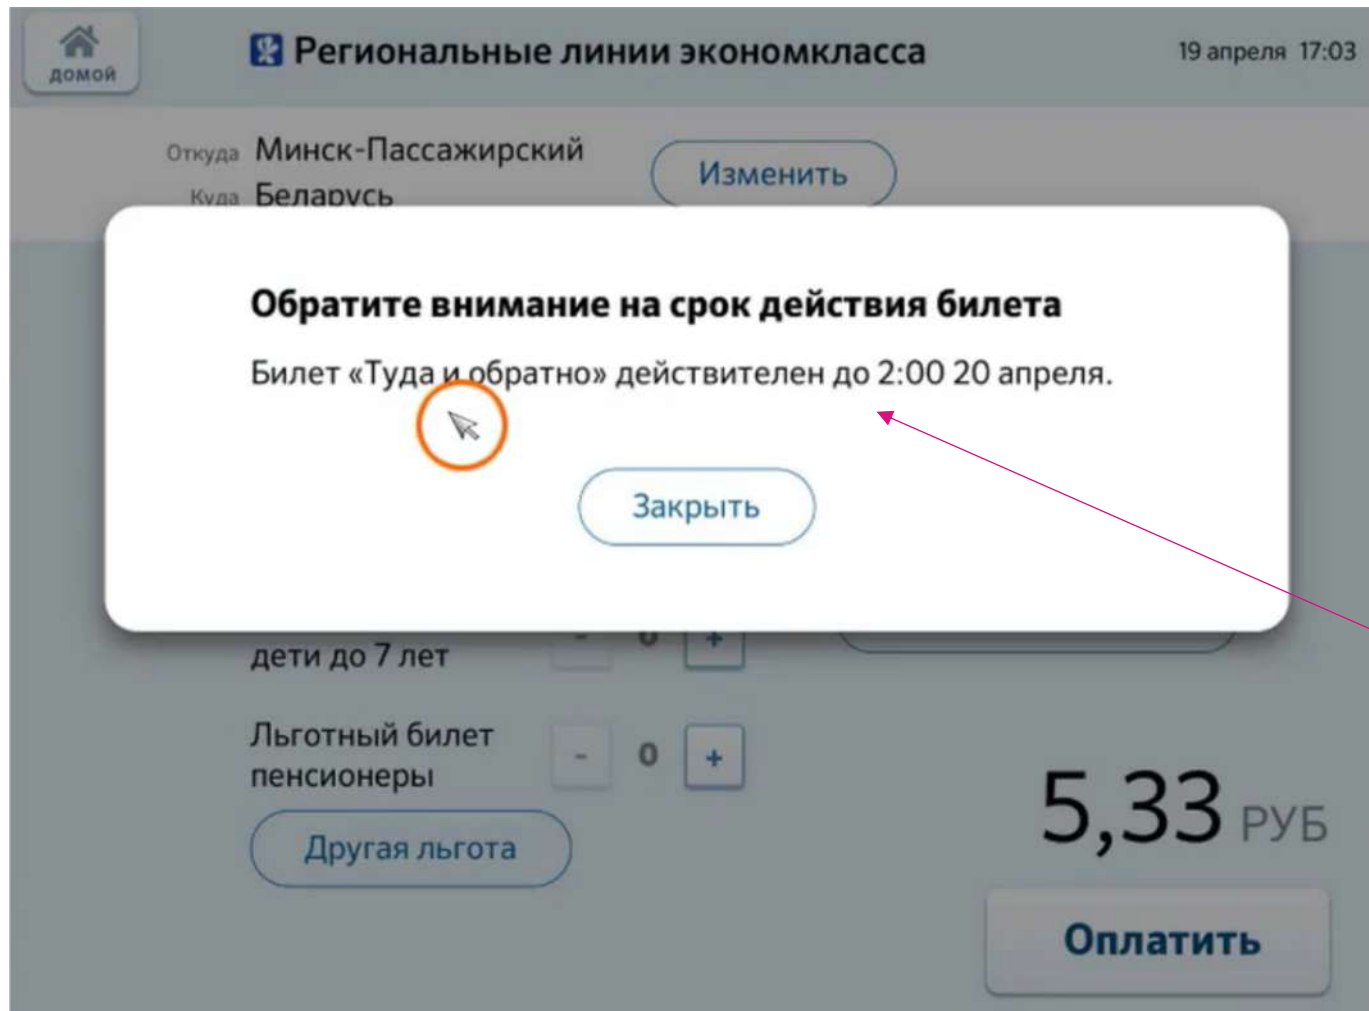 домой
Региональные линии экономкласса
19 апреля 17:03
Откуда Минск-Пассажирский
Изменить
Куда Беларусь
Обратите внимание на срок действия билета
Билет «Туда и обратно» действителен до 2:00 20 апреля.
Закрыть
дети до 7 лет
- 0 +
Льготный билет
пенсионеры
- 0 +
Другая льгота
5,33 РУБ
Оплатить